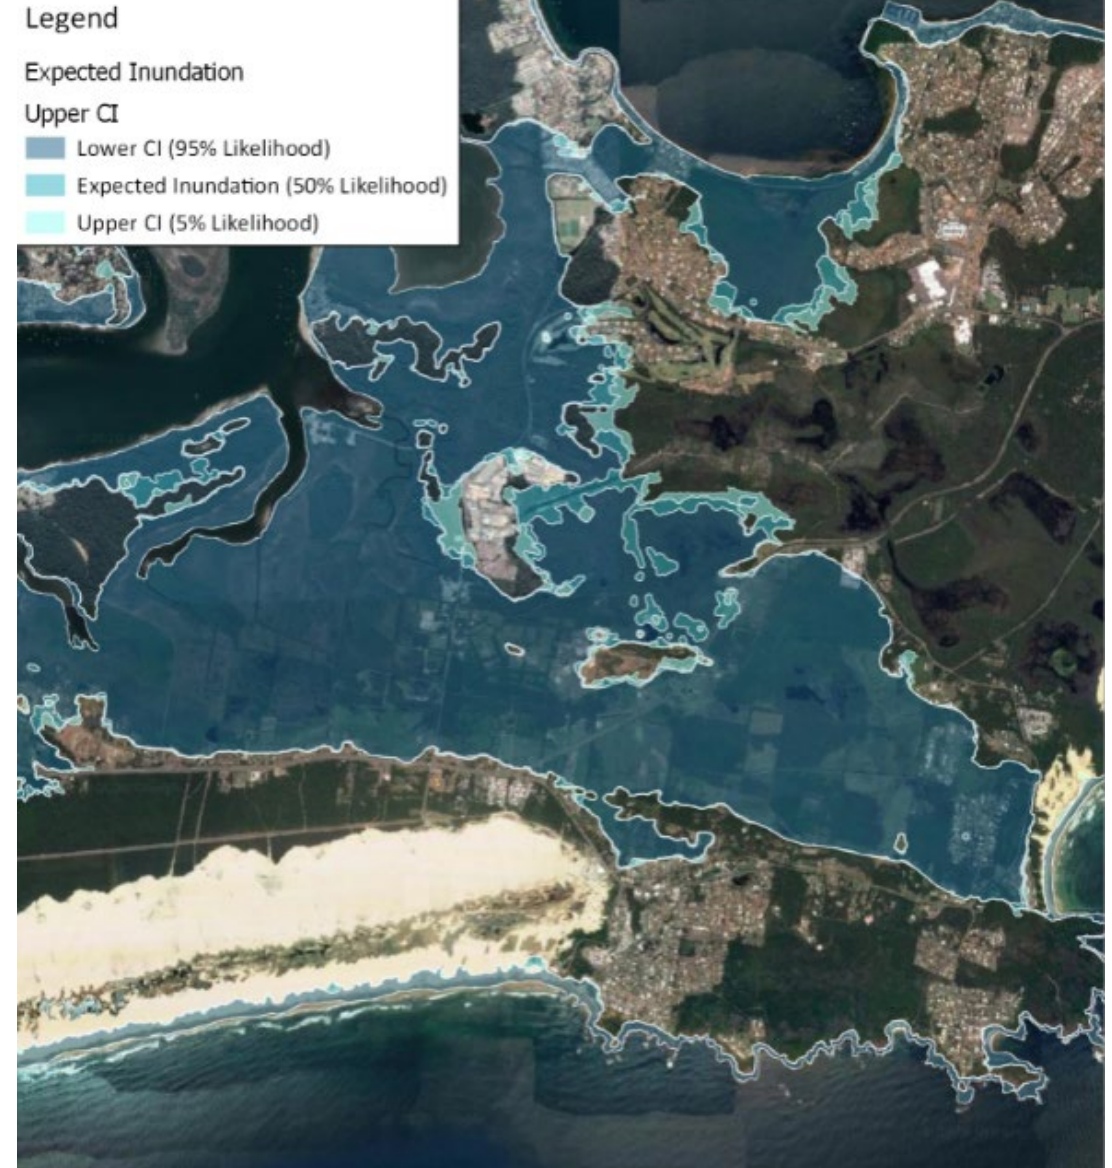 Legend
Expected Inundation
Upper CI
Lower CI (95% Likelihood)
Expected Inundation (50% Likelihood)
Upper CI (5% Likelihood)